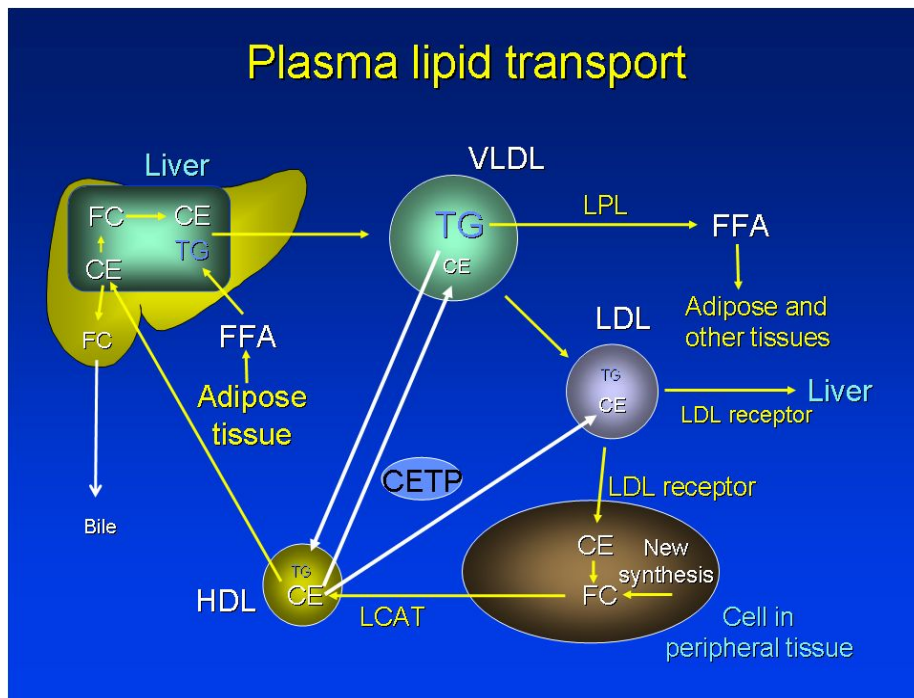 Plasma lipid transport
VLDL
Liver
FC
CE
TG
CE
FC
TG
CE
LPL
FFA
Adipose and
other tissues
LDL
TG
CE
Liver
LDL receptor
FFA
Adipose
tissue
CETP
LDL receptor
Bile
CE
New
synthesis
FC
HDL
TG
CE
LCAT
Cell in
peripheral tissue